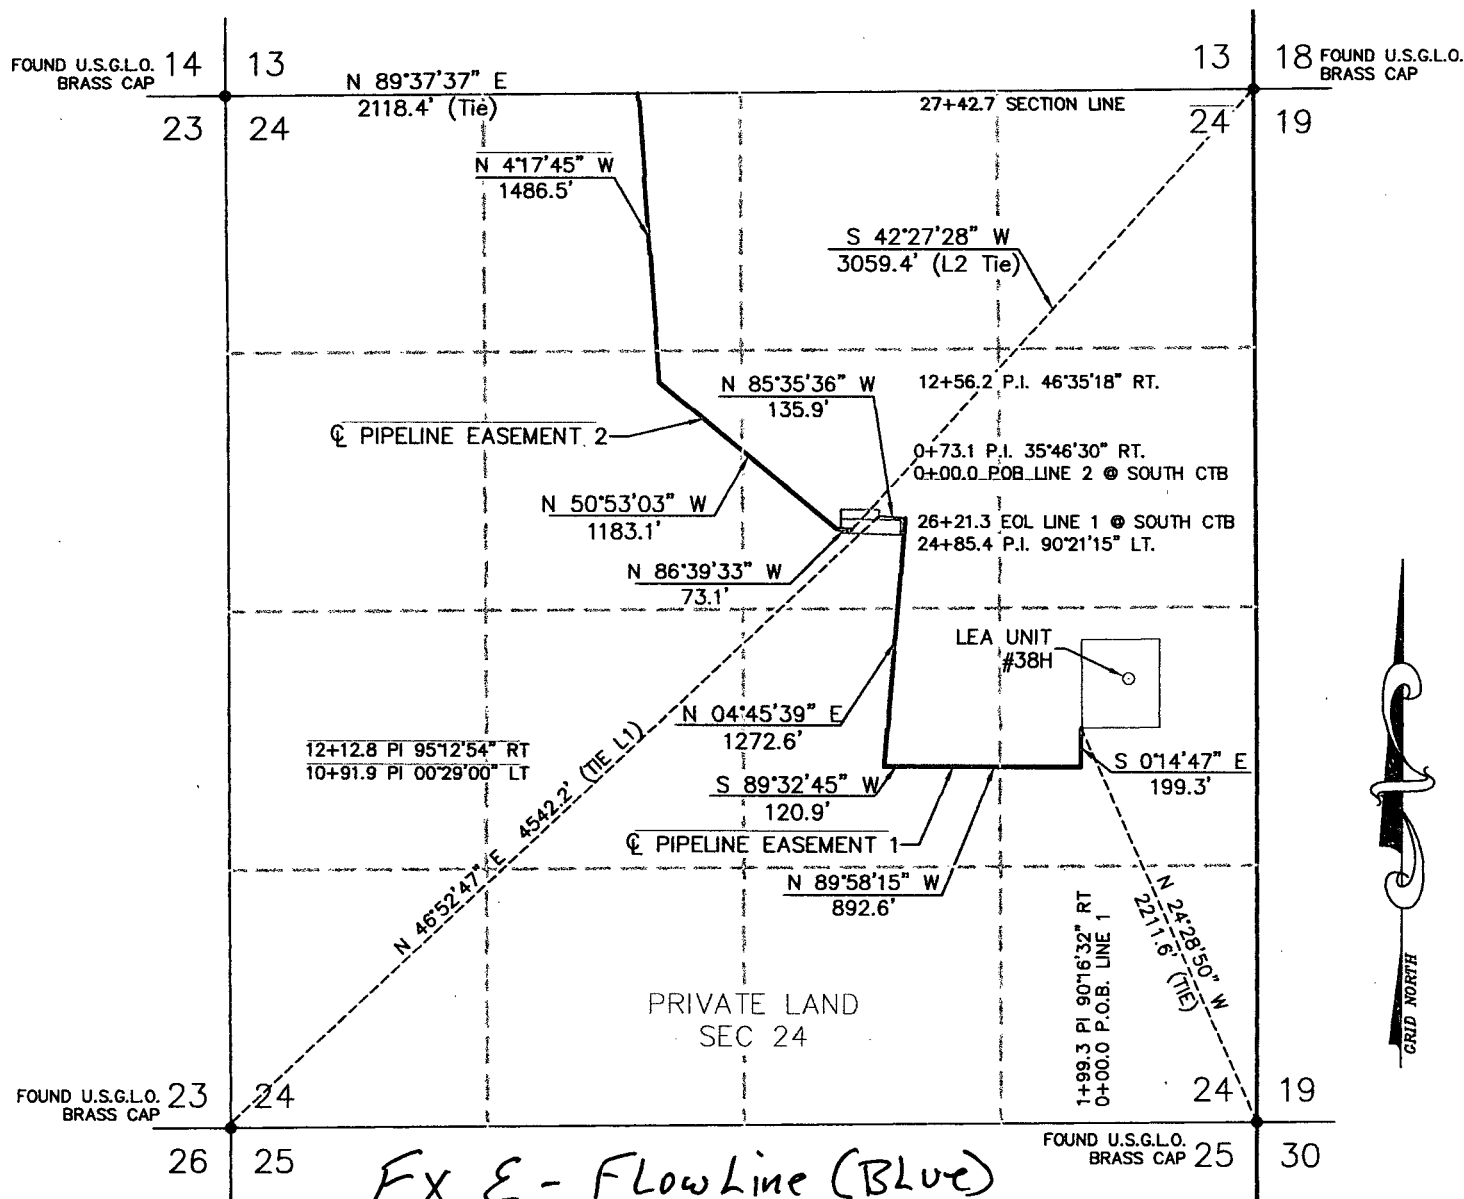 FOUND U.S.G.L.O.
BRASS CAP
14
13
23
24
N 89°37'37" E
2118.4' (Tie)
27+42.7 SECTION LINE
13
18
FOUND U.S.G.L.O.
BRASS CAP
24
19
N 4°17'45" W
1486.5'
S 42°27'28" W
3059.4' (L2 Tie)
N 85°35'36" W
135.9'
12+56.2 P.I. 46°35'18" RT.
℄ PIPELINE EASEMENT 2
0+73.1 P.I. 35°46'30" RT.
0+00.0 POB LINE 2 @ SOUTH CTB
N 50°53'03" W
1183.1'
26+21.3 EOL LINE 1 @ SOUTH CTB
24+85.4 P.I. 90°21'15" LT.
N 86°39'33" W
73.1'
LEA UNIT
#38H
N 04°45'39" E
1272.6'
12+12.8 PI 95°12'54" RT
10+91.9 PI 00°29'00" LT
S 0°14'47" E
199.3'
S 89°32'45" W
120.9'
℄ PIPELINE EASEMENT 1
N 89°58'15" W
892.6'
N 46°52'47" E 4542.2' (TIE L1)
1+99.3 PI 90°16'32" RT
0+00.0 P.O.B. LINE 1
N 24°28'50" W
2211.6' (TIE)
GRID NORTH
PRIVATE LAND
SEC 24
FOUND U.S.G.L.O.
BRASS CAP
23
24
26
25
24
19
FOUND U.S.G.L.O.
BRASS CAP
25
30
Ex E - FlowLine (BLue)